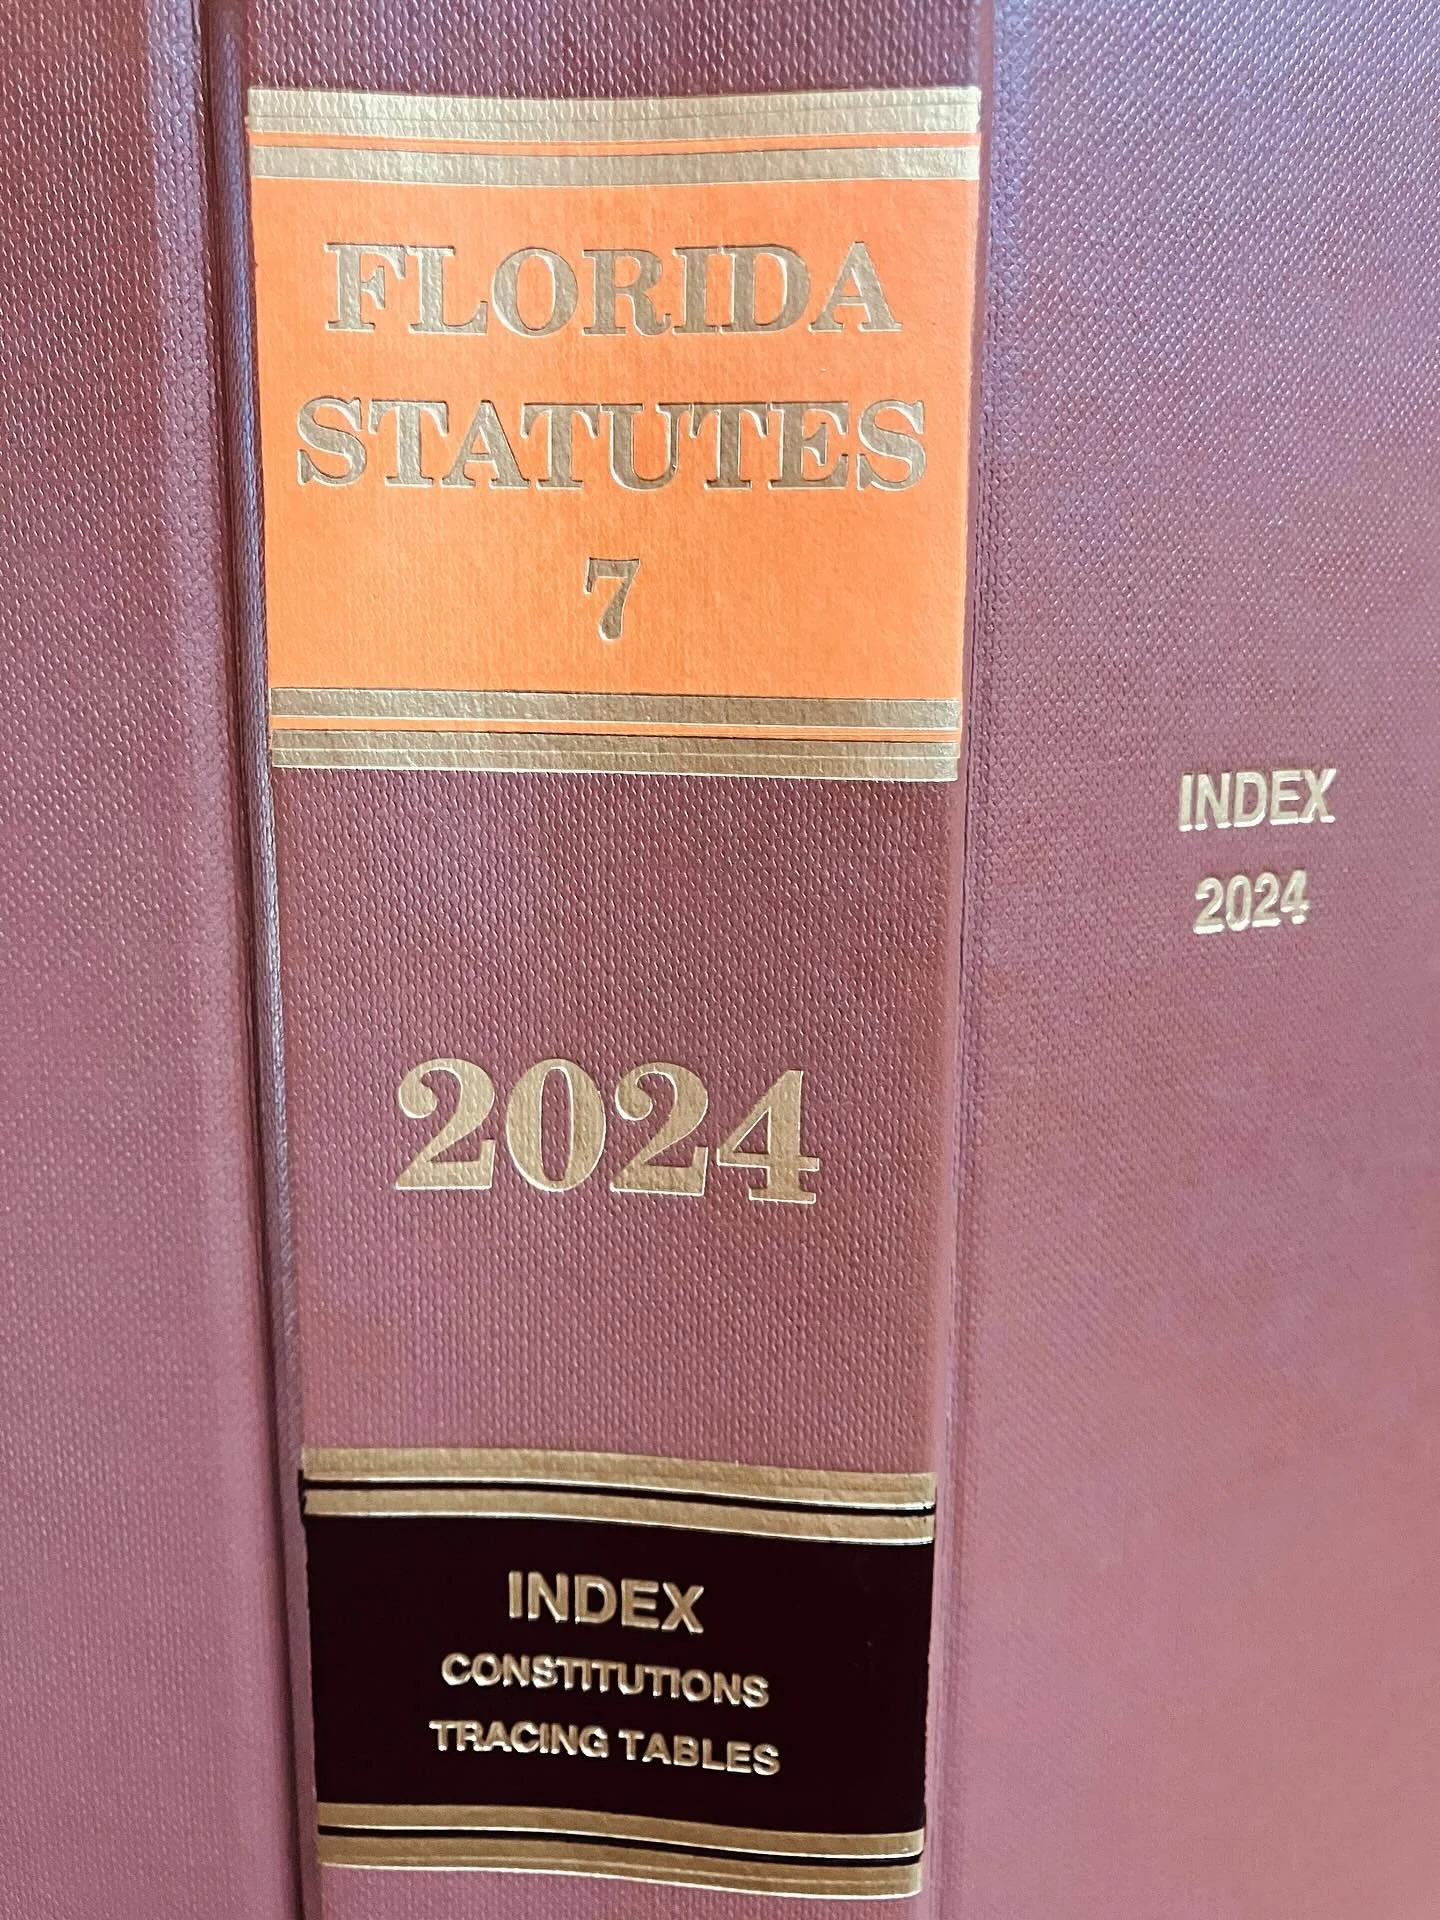 FLORIDA
STATUTES
7
2024
INDEX
CONSTITUTIONS
TRACING TABLES
INDEX
2024